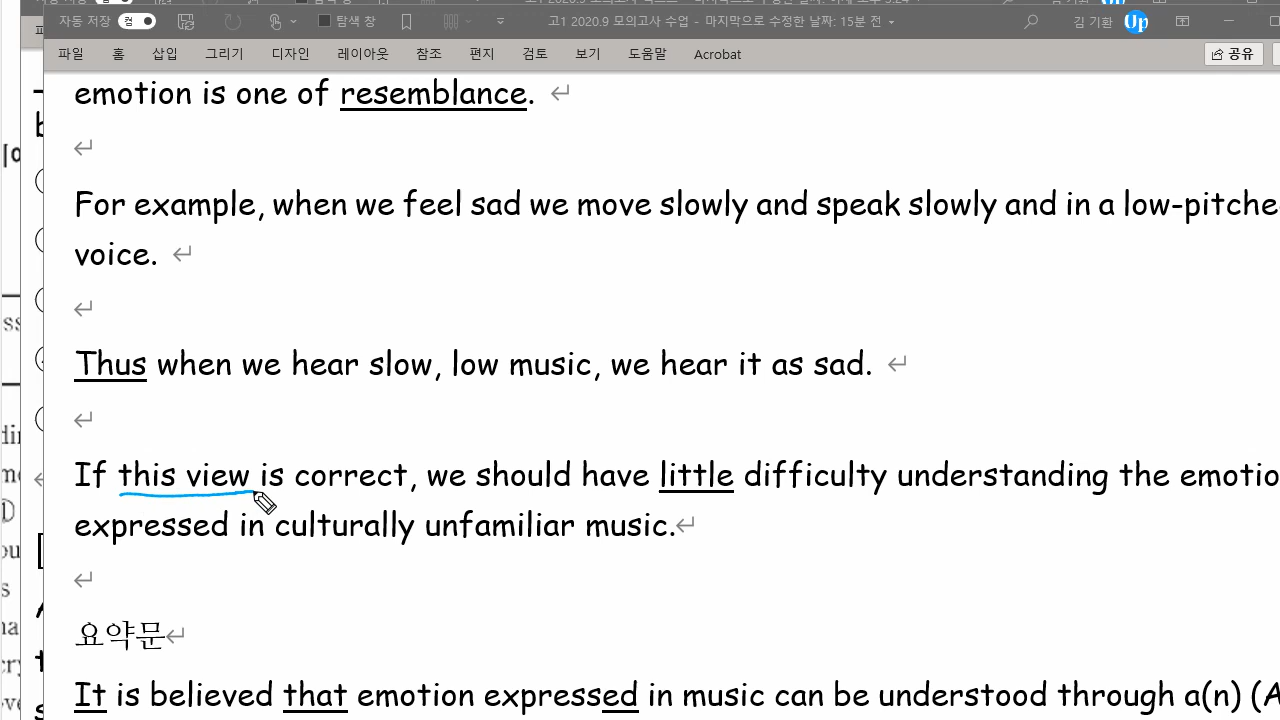 자동 저장 컴 탐색 창 고1 2020.9 모의고사 수업 - 마지막으로 수정한 날짜: 15분 전 김 기환 Up
파일 홈 삽입 그리기 디자인 레이아웃 참조 편지 검토 보기 도움말 Acrobat 공유
emotion is one of resemblance.
For example, when we feel sad we move slowly and speak slowly and in a low-pitche
voice.
Thus when we hear slow, low music, we hear it as sad.
If this view is correct, we should have little difficulty understanding the emotio
expressed in culturally unfamiliar music.
요약문
It is believed that emotion expressed in music can be understood through a(n) (A